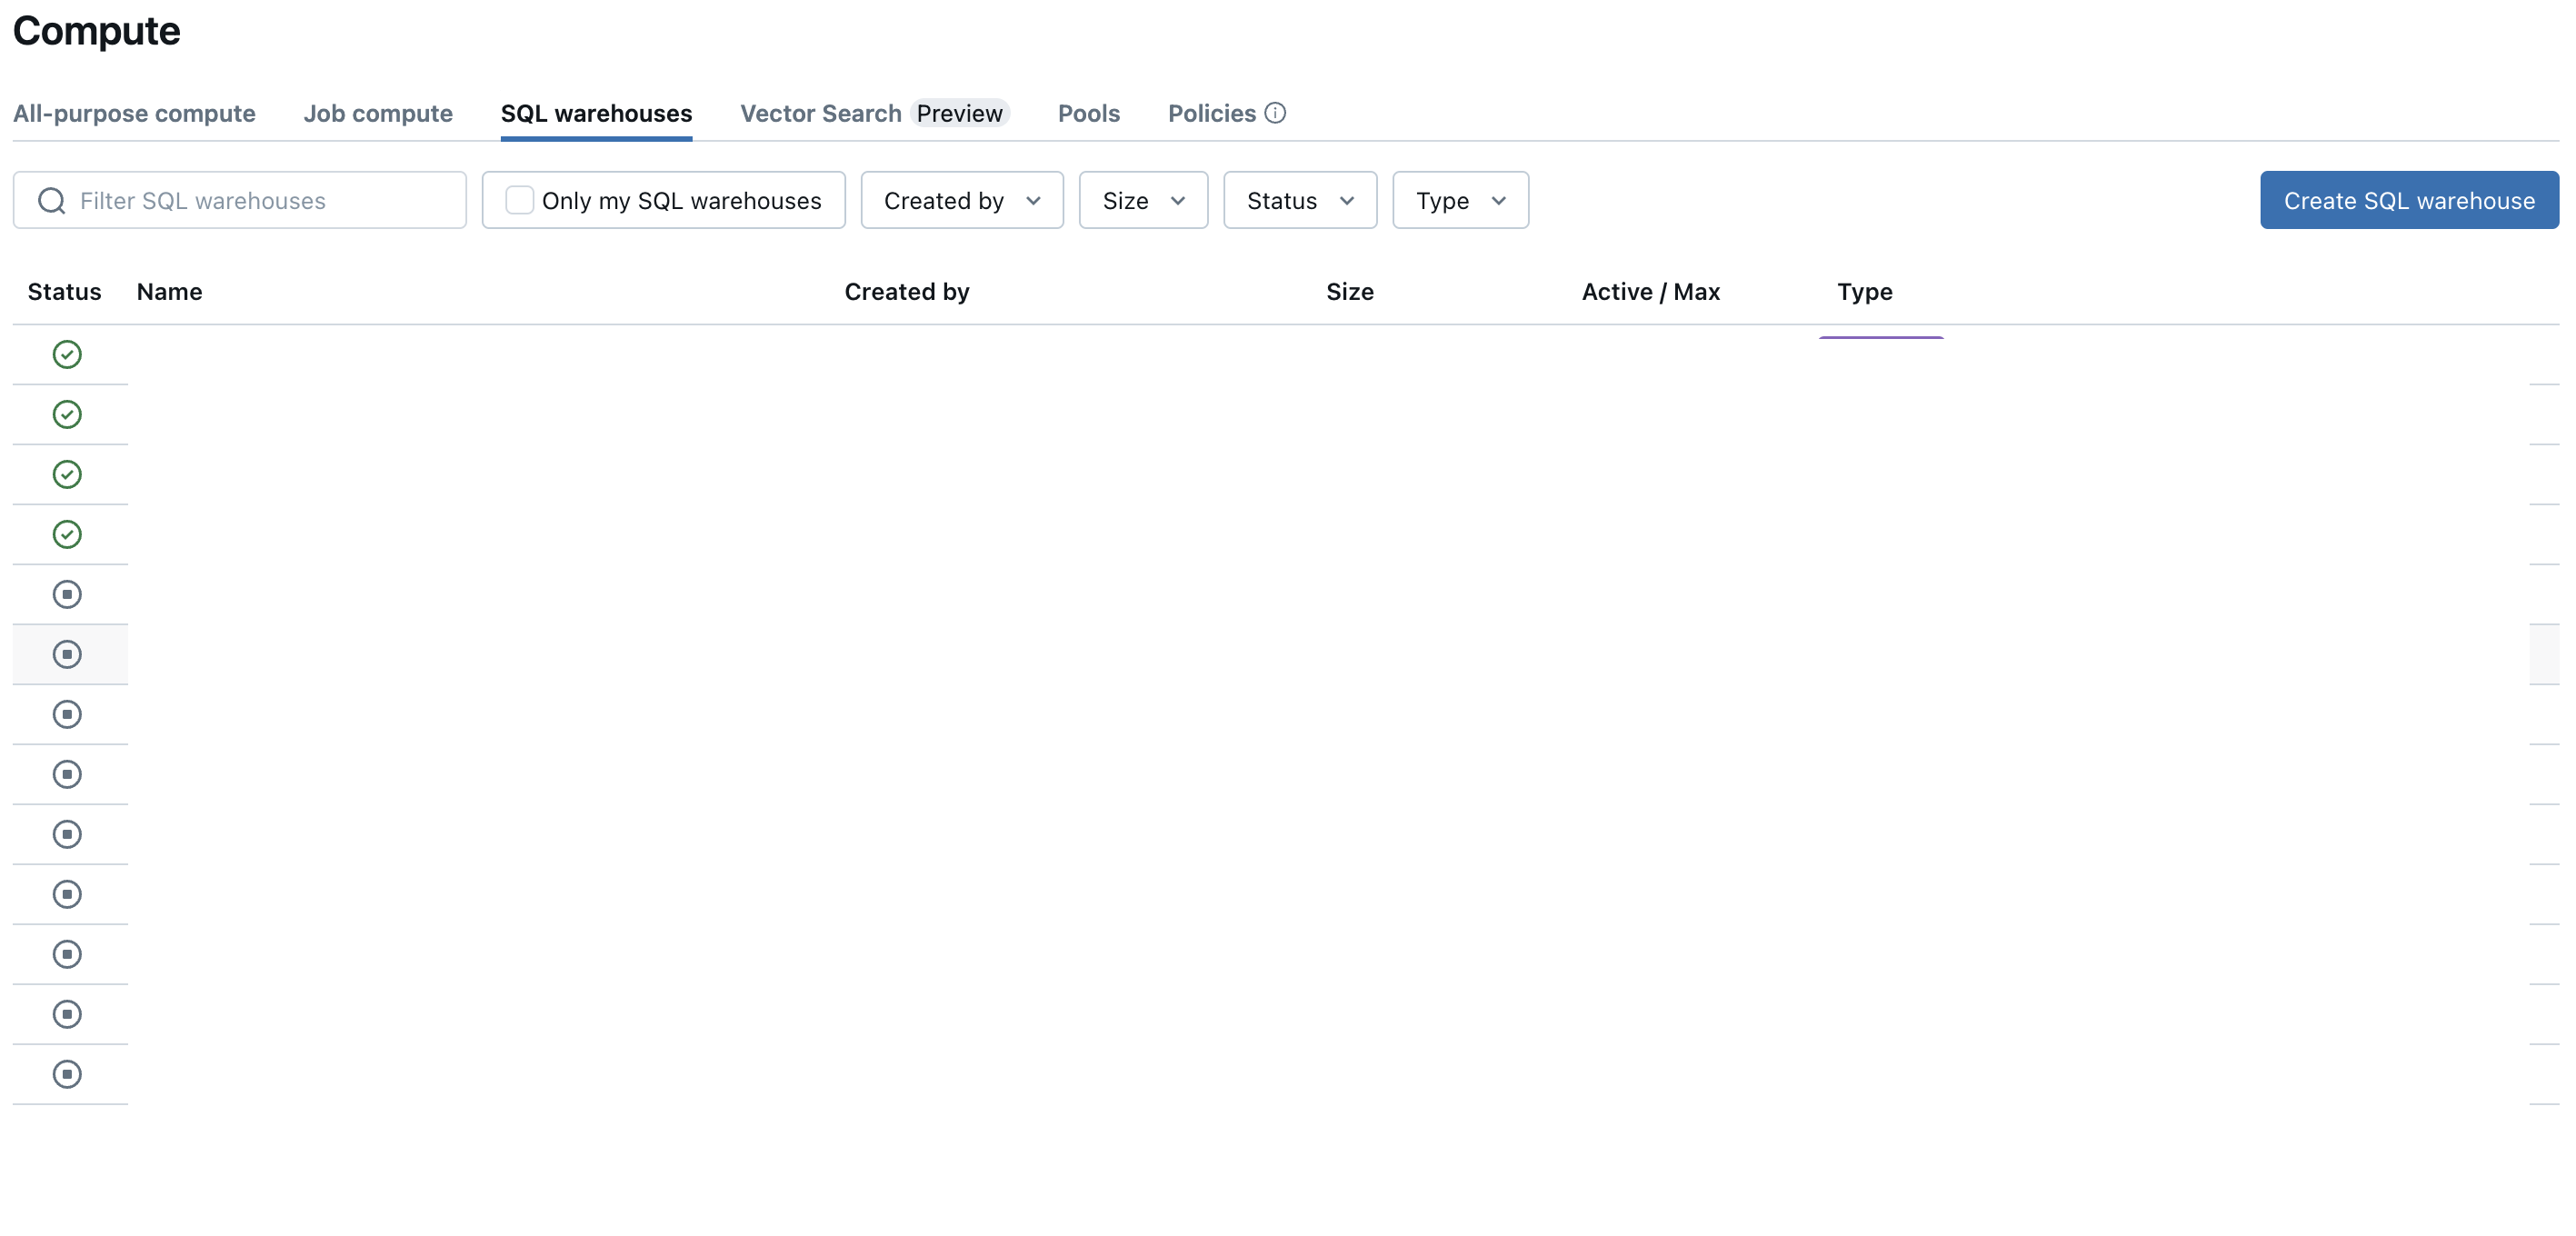 Compute
All-purpose compute Job compute SQL warehouses Vector Search Preview Pools Policies
Filter SQL warehouses Only my SQL warehouses Created by Size Status Type Create SQL warehouse
Status Name Created by Size Active / Max Type